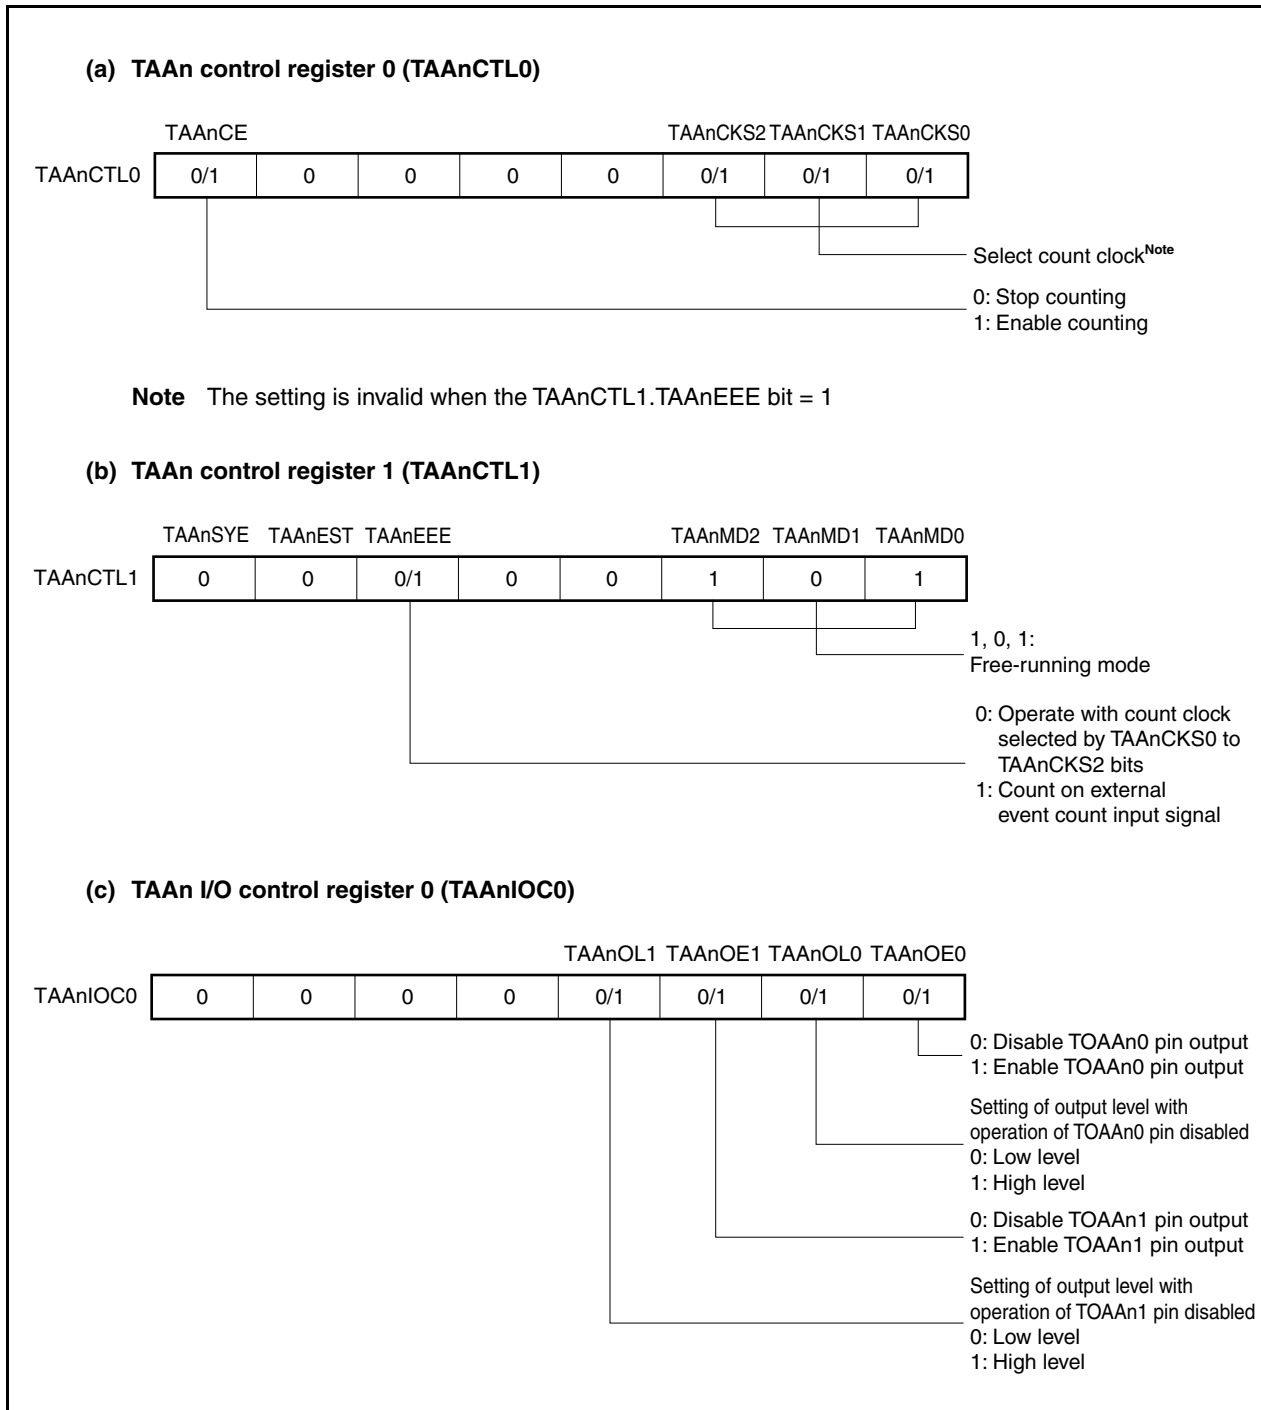 (a) TAAn control register 0 (TAAnCTL0)
TAAnCE TAAnCKS2 TAAnCKS1 TAAnCKS0
TAAnCTL0 0/1 0 0 0 0 0/1 0/1 0/1
Select count clockNote
0: Stop counting
1: Enable counting
Note The setting is invalid when the TAAnCTL1.TAAnEEE bit = 1
(b) TAAn control register 1 (TAAnCTL1)
TAAnSYE TAAnEST TAAnEEE TAAnMD2 TAAnMD1 TAAnMD0
TAAnCTL1 0 0 0/1 0 0 1 0 1
1, 0, 1:
Free-running mode
0: Operate with count clock
selected by TAAnCKS0 to
TAAnCKS2 bits
1: Count on external
event count input signal
(c) TAAn I/O control register 0 (TAAnIOC0)
TAAnOL1 TAAnOE1 TAAnOL0 TAAnOE0
TAAnIOC0 0 0 0 0 0/1 0/1 0/1 0/1
0: Disable TOAAn0 pin output
1: Enable TOAAn0 pin output
Setting of output level with
operation of TOAAn0 pin disabled
0: Low level
1: High level
0: Disable TOAAn1 pin output
1: Enable TOAAn1 pin output
Setting of output level with
operation of TOAAn1 pin disabled
0: Low level
1: High level